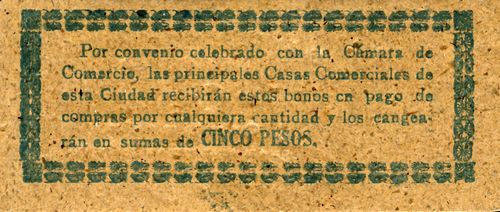 Por convenio celebrado con la Cámara de
Comercio, las principales Casas Comerciales de
esta Ciudad recibirán estos bonos en pago de
compras por cualquiera cantidad y los cangea-
rán en sumas de CINCO PESOS.